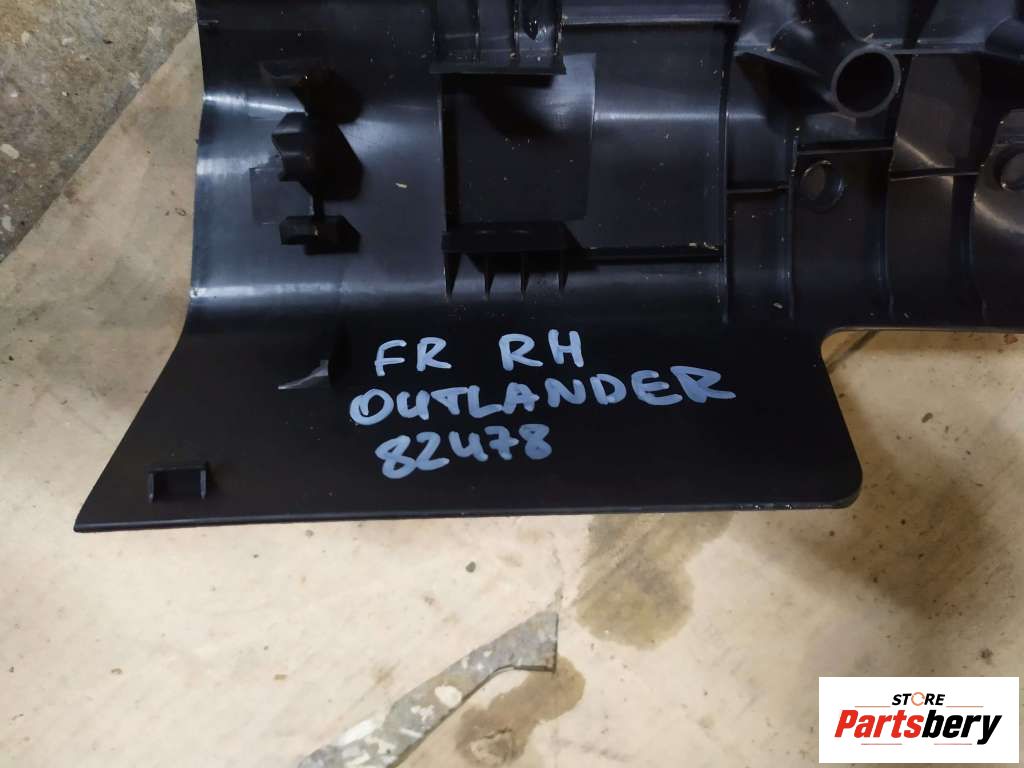 FR RH
OUTLANDER
82478
STORE
Partsbery